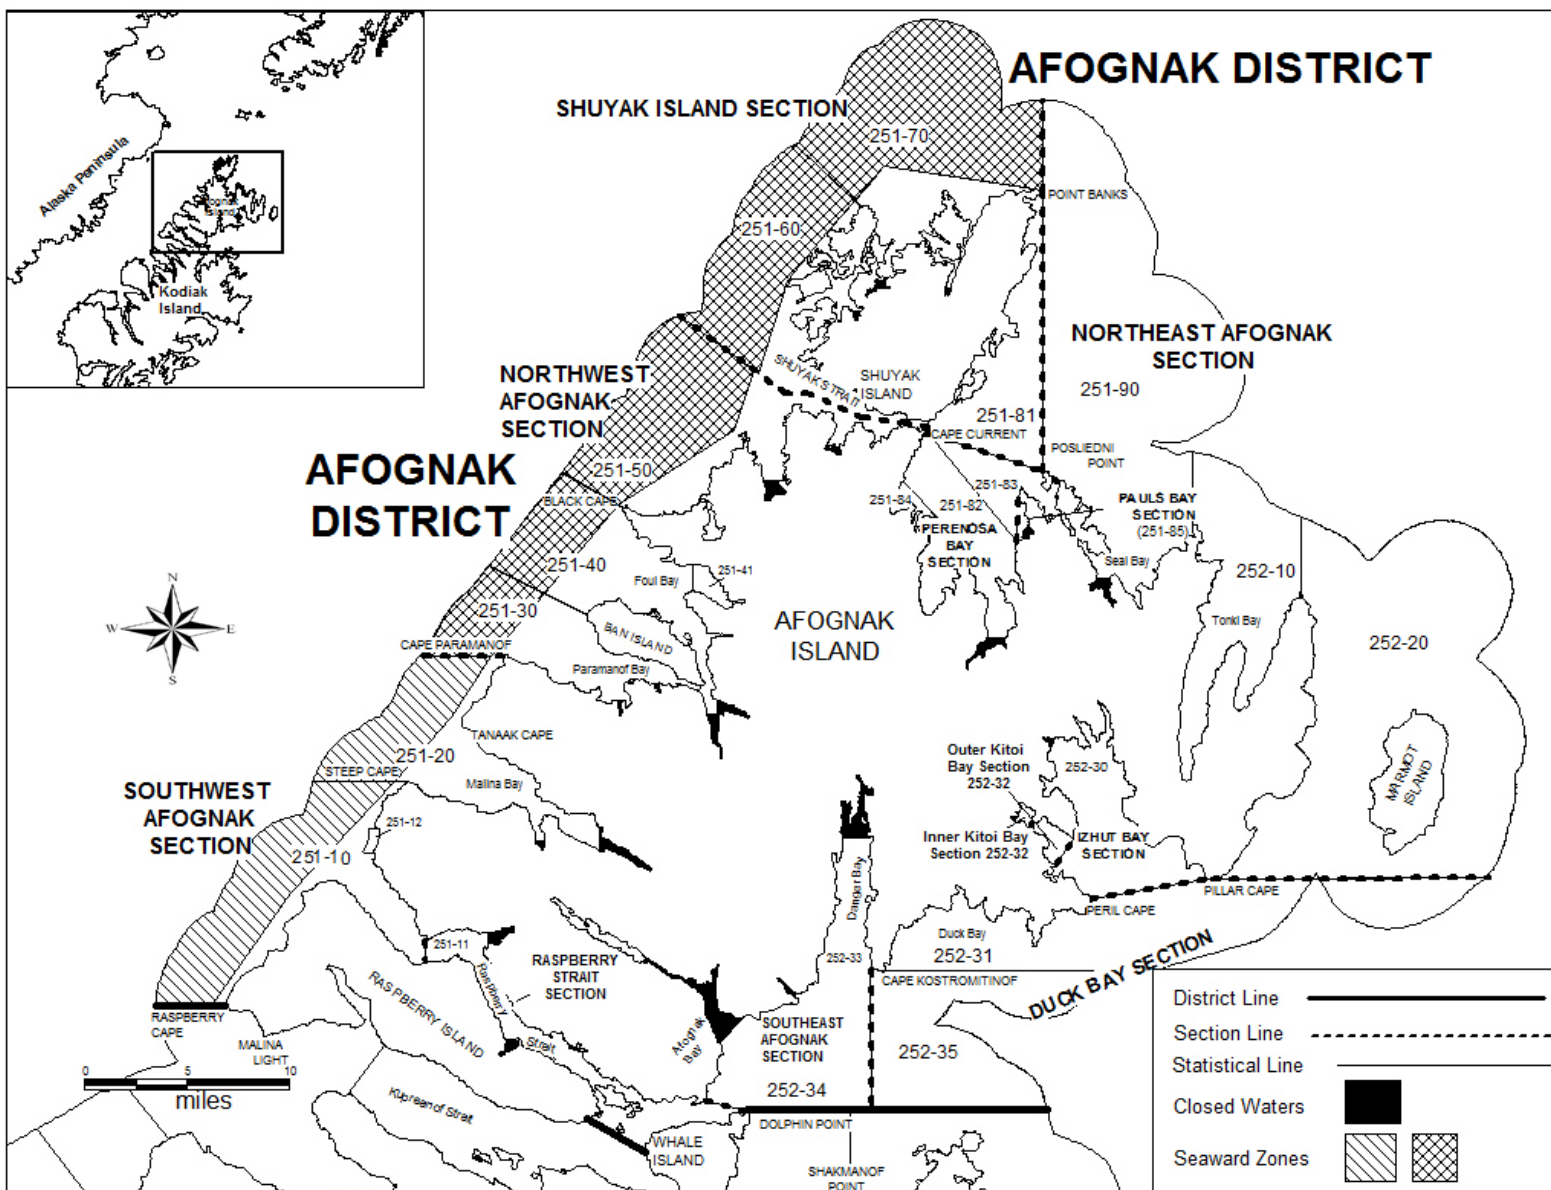 AFOGNAK DISTRICT
SHUYAK ISLAND SECTION
251-70
Alaska Peninsula
Afognak
Island
Kodiak
Island
POINT BANKS
251-60
NORTHEAST AFOGNAK
SECTION
251-90
NORTHWEST
AFOGNAK
SECTION
SHUYAK STRAIT
SHUYAK
ISLAND
251-81
CAPE CURRENT
POSLIEDNI
POINT
AFOGNAK
DISTRICT
251-50
BLACK CAPE
251-84
251-82
251-83
PAULS BAY
SECTION
(251-85)
PERENOSA
BAY
SECTION
Seal Bay
251-40
Foul Bay
251-41
252-10
251-30
N
W
E
S
CAPE PARAMANOF
BAN ISLAND
AFOGNAK
ISLAND
Tonki Bay
252-20
Paramanof Bay
TANAAK CAPE
251-20
STEEP CAPE
Malina Bay
Outer Kitoi
Bay Section
252-32
252-30
MARMOT
ISLAND
SOUTHWEST
AFOGNAK
SECTION
251-12
251-10
Inner Kitoi Bay
Section 252-32
IZHUT BAY
SECTION
Danger Bay
PILLAR CAPE
PERIL CAPE
Duck Bay
252-31
251-11
RASPBERRY
STRAIT
SECTION
252-33
CAPE KOSTROMITINOF
DUCK BAY SECTION
RASPBERRY ISLAND
Raspberry
Strait
RASPBERRY
CAPE
MALINA
LIGHT
Afognak
Bay
SOUTHEAST
AFOGNAK
SECTION
252-35
252-34
0
5
10
miles
Kupreanof Strait
DOLPHIN POINT
WHALE
ISLAND
SHAKMANOF
POINT
District Line
Section Line
Statistical Line
Closed Waters
Seaward Zones